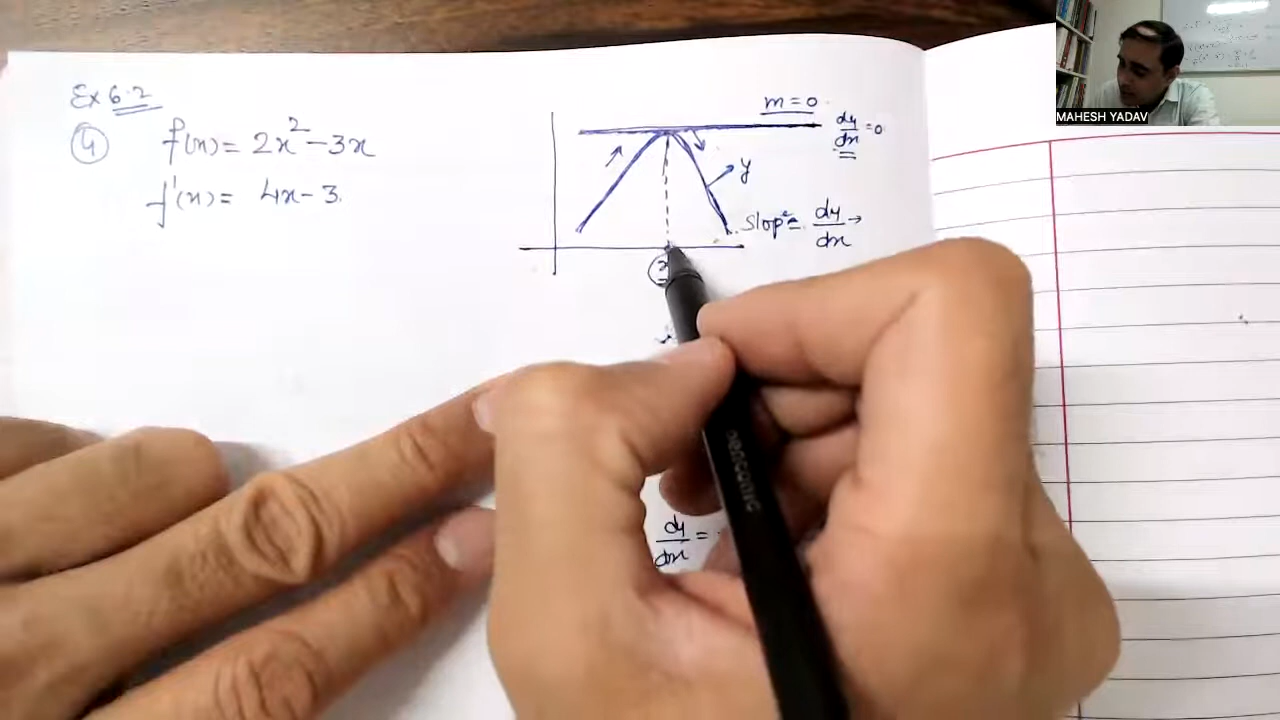 Ex 6.2
④ f(x) = 2x² - 3x
f'(x) = 4x - 3.
m = 0
dy/dx = 0
y
Slope = dy/dx →
x
dy/dx =
MAHESH YADAV